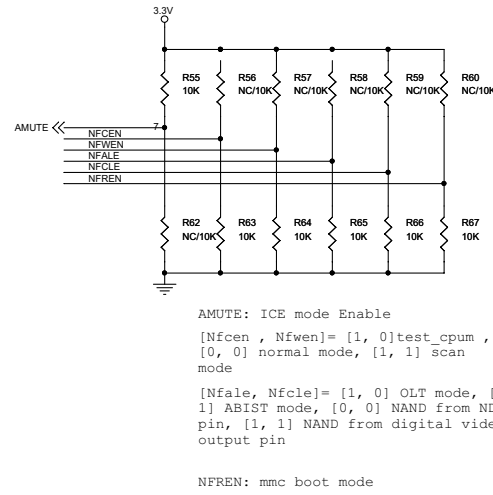 3.3V
R55 R56 R57 R58 R59 R60
10K NC/10K NC/10K NC/10K NC/10K NC/10K
AMUTE 7
NFCEN
NFWEN
NFALE
NFCLE
NFREN
R62 R63 R64 R65 R66 R67
NC/10K 10K 10K 10K 10K 10K
AMUTE: ICE mode Enable
[Nfcen , Nfwen]= [1, 0]test_cpum ,
[0, 0] normal mode, [1, 1] scan
mode
[Nfale, Nfcle]= [1, 0] OLT mode, [
1] ABIST mode, [0, 0] NAND from ND
pin, [1, 1] NAND from digital vide
output pin
NFREN: mmc boot mode